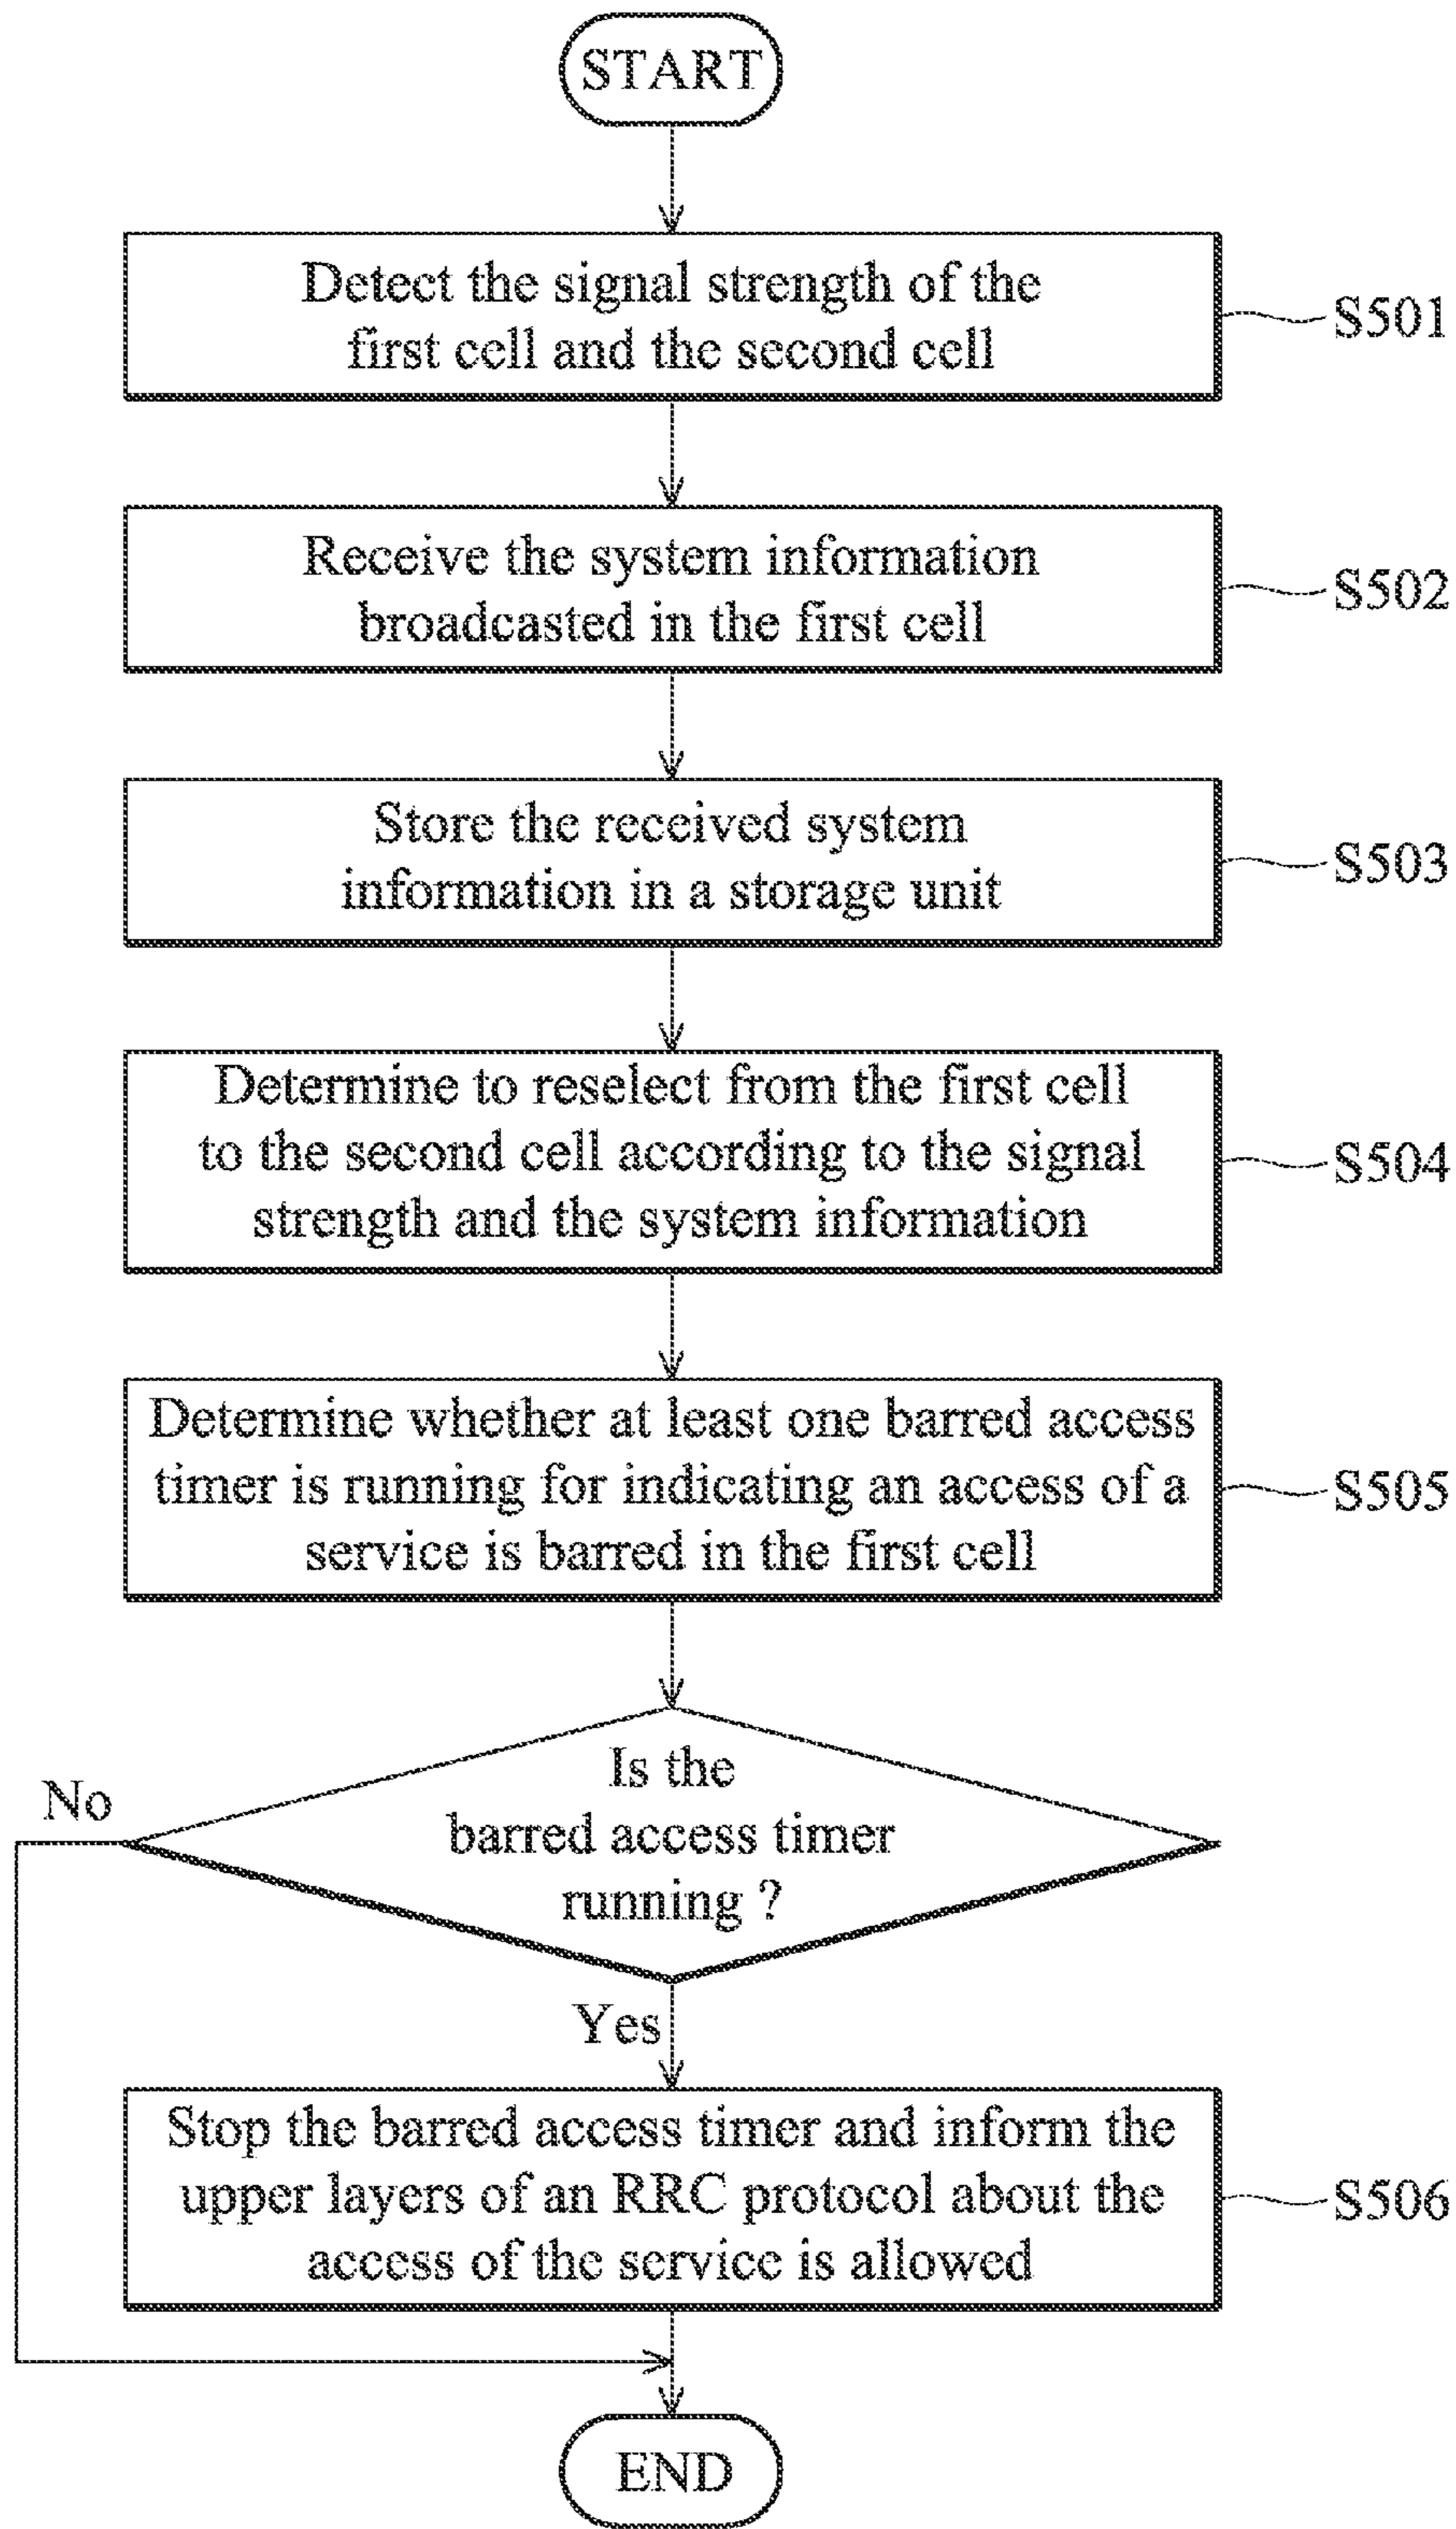 START
Detect the signal strength of the
first cell and the second cell
S501
Receive the system information
broadcasted in the first cell
S502
Store the received system
information in a storage unit
S503
Determine to reselect from the first cell
to the second cell according to the signal
strength and the system information
S504
Determine whether at least one barred access
timer is running for indicating an access of a
service is barred in the first cell
S505
Is the
barred access timer
running ?
No
Yes
Stop the barred access timer and inform the
upper layers of an RRC protocol about the
access of the service is allowed
S506
END